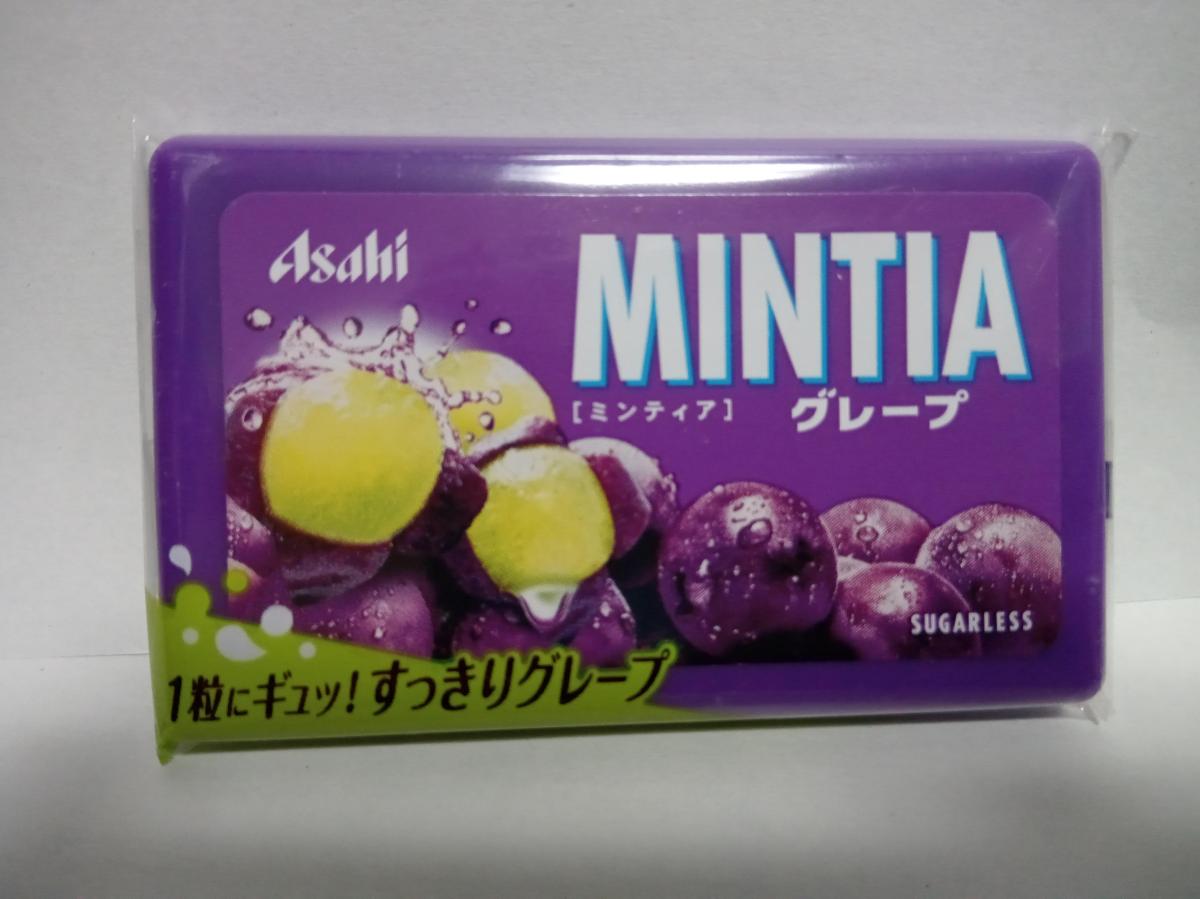 Asahi
MINTIA
[ミンティア] グレープ
SUGARLESS
1粒にギュッ!すっきりグレープ